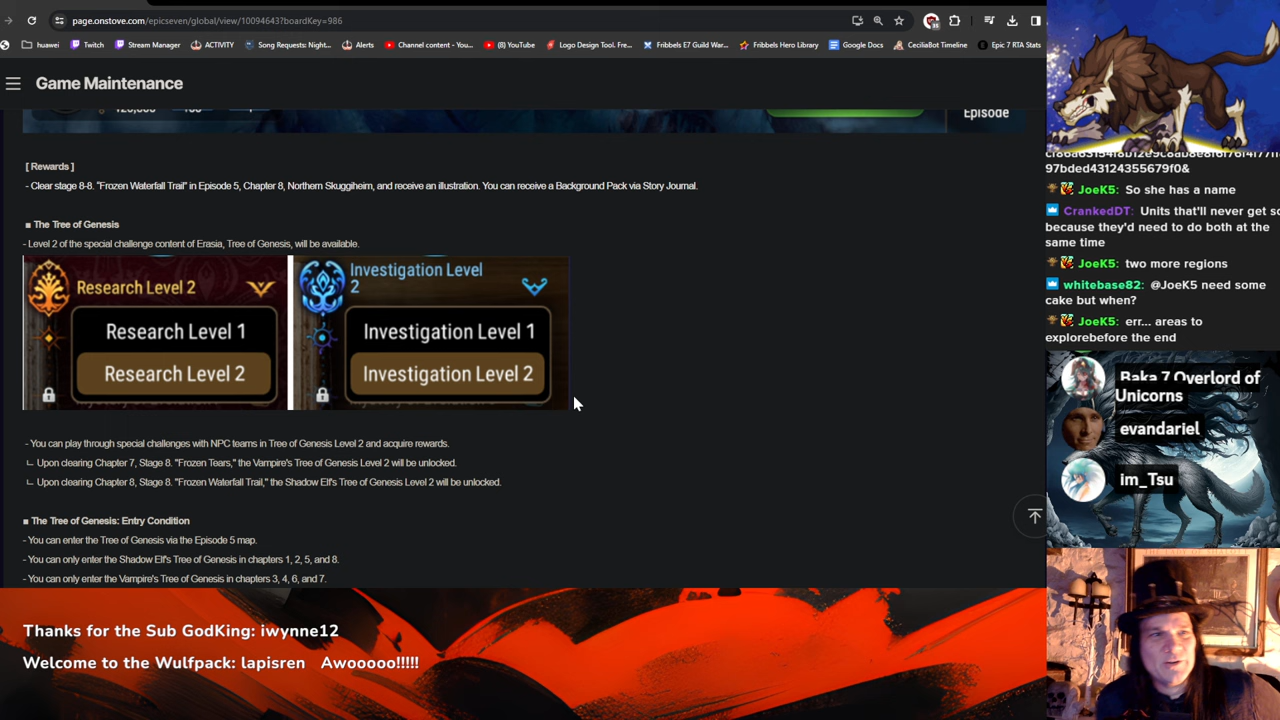 page.onstove.com/epicseven/global/view/10094643?boardKey=986
huawei
Twitch
Stream Manager
ACTIVITY
Song Requests: Night...
Alerts
Channel content - You...
(8) YouTube
Logo Design Tool. Fre...
Fribbels E7 Guild War...
Fribbels Hero Library
Google Docs
CeciliaBot Timeline
Epic 7 RTA Stats
Game Maintenance
Episode
[ Rewards ]
- Clear stage 8-8. "Frozen Waterfall Trail" in Episode 5, Chapter 8, Northern Skuggiheim, and receive an illustration. You can receive a Background Pack via Story Journal.
■ The Tree of Genesis
- Level 2 of the special challenge content of Erasia, Tree of Genesis, will be available.
Research Level 2
Research Level 1
Research Level 2
Investigation Level
2
Investigation Level 1
Investigation Level 2
- You can play through special challenges with NPC teams in Tree of Genesis Level 2 and acquire rewards.
ㄴ Upon clearing Chapter 7, Stage 8. "Frozen Tears," the Vampire's Tree of Genesis Level 2 will be unlocked.
ㄴ Upon clearing Chapter 8, Stage 8. "Frozen Waterfall Trail," the Shadow Elf's Tree of Genesis Level 2 will be unlocked.
■ The Tree of Genesis: Entry Condition
- You can enter the Tree of Genesis via the Episode 5 map.
- You can only enter the Shadow Elf's Tree of Genesis in chapters 1, 2, 5, and 8.
- You can only enter the Vampire's Tree of Genesis in chapters 3, 4, 6, and 7.
Thanks for the Sub GodKing: iwynne12
Welcome to the Wulfpack: lapisren Awooooo!!!!!
97bded43124355679f0&
JoeK5: So she has a name
CrankedDT: Units that'll never get so
because they'd need to do both at the
same time
JoeK5: two more regions
whitebase82: @JoeK5 need some
cake but when?
JoeK5: err... areas to
explorebefore the end
Baka 7 Overlord of
Unicorns
evandariel
im_Tsu